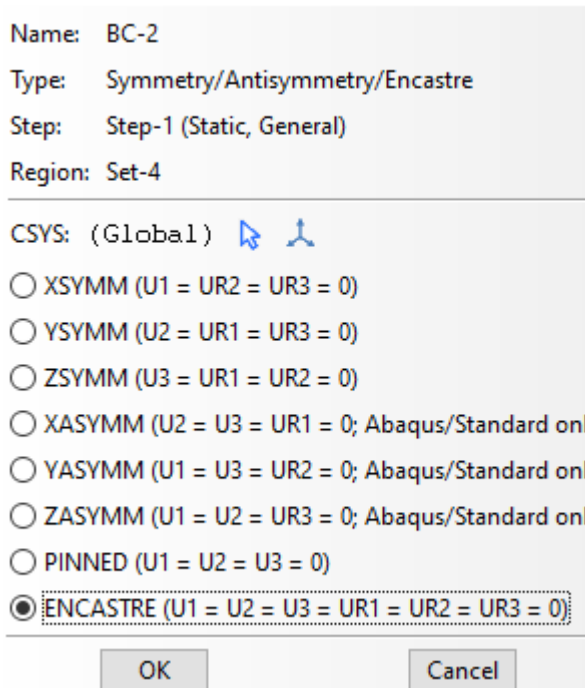 Name: BC-2
Type: Symmetry/Antisymmetry/Encastre
Step: Step-1 (Static, General)
Region: Set-4
CSYS: (Global)
XSYMM (U1 = UR2 = UR3 = 0)
YSYMM (U2 = UR1 = UR3 = 0)
ZSYMM (U3 = UR1 = UR2 = 0)
XASYMM (U2 = U3 = UR1 = 0; Abaqus/Standard onl
YASYMM (U1 = U3 = UR2 = 0; Abaqus/Standard onl
ZASYMM (U1 = U2 = UR3 = 0; Abaqus/Standard onl
PINNED (U1 = U2 = U3 = 0)
ENCASTRE (U1 = U2 = U3 = UR1 = UR2 = UR3 = 0)
OK Cancel